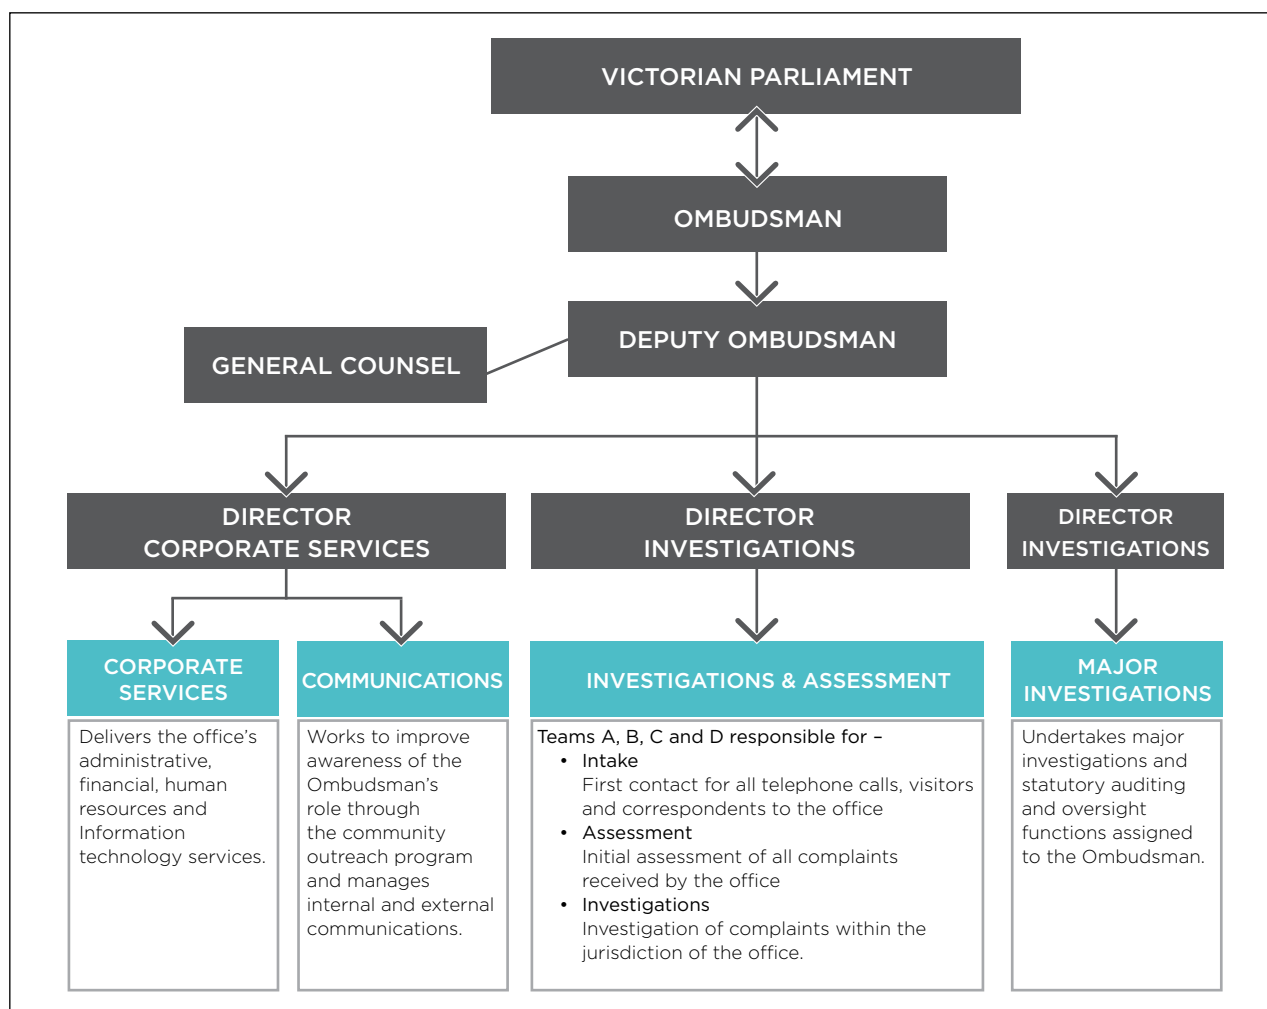 VICTORIAN PARLIAMENT
OMBUDSMAN
DEPUTY OMBUDSMAN
GENERAL COUNSEL
DIRECTOR
CORPORATE SERVICES
DIRECTOR
INVESTIGATIONS
DIRECTOR
INVESTIGATIONS
CORPORATE
SERVICES
Delivers the office's
administrative,
financial, human
resources and
Information
technology services.
COMMUNICATIONS
Works to improve
awareness of the
Ombudsman's
role through
the community
outreach program
and manages
internal and external
communications.
INVESTIGATIONS & ASSESSMENT
Teams A, B, C and D responsible for –
• Intake
First contact for all telephone calls, visitors
and correspondents to the office
• Assessment
Initial assessment of all complaints
received by the office
• Investigations
Investigation of complaints within the
jurisdiction of the office.
MAJOR
INVESTIGATIONS
Undertakes major
investigations and
statutory auditing
and oversight
functions assigned
to the Ombudsman.